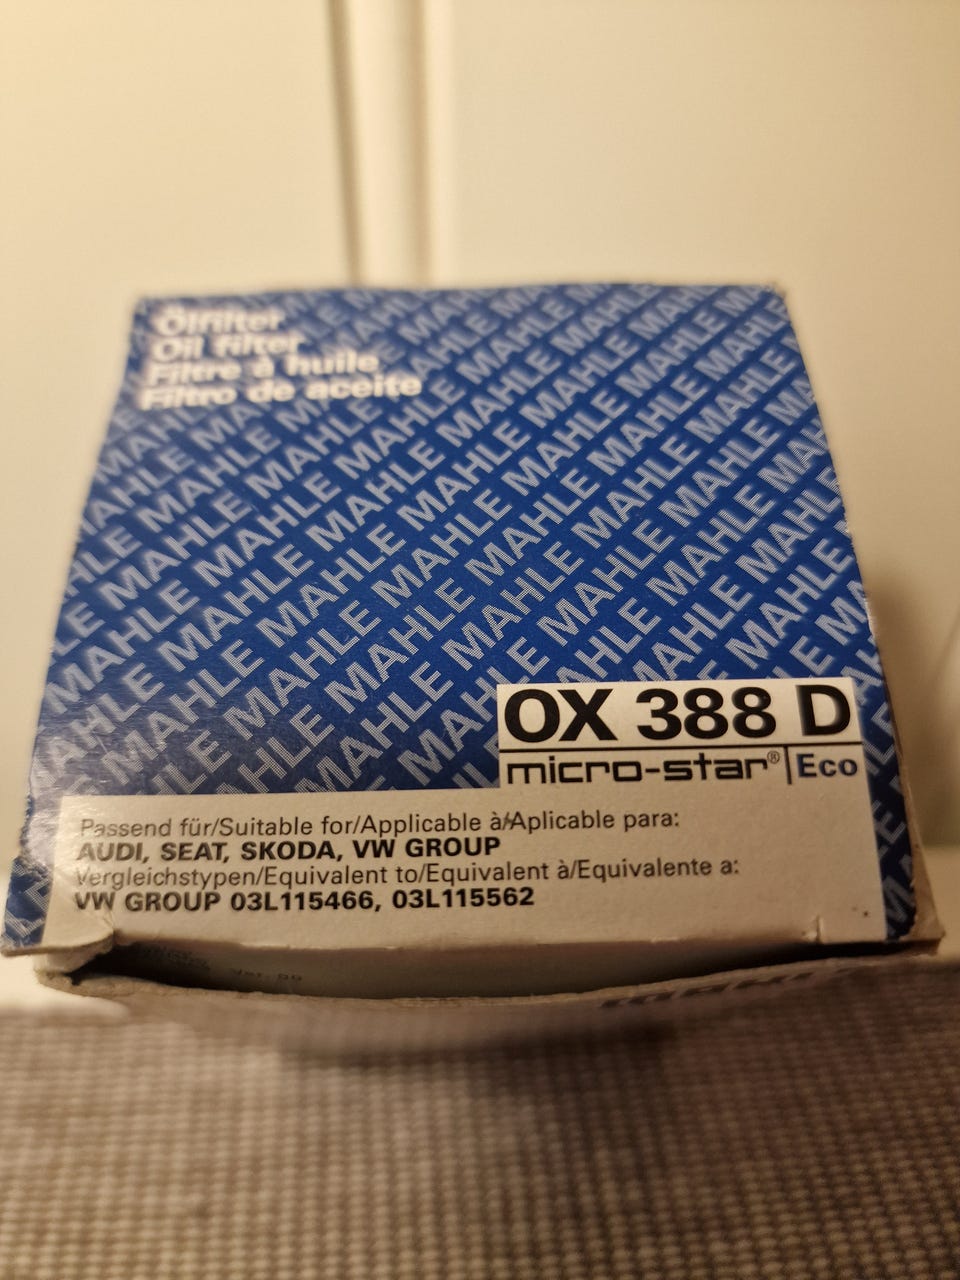 Ölfilter
Oil filter
Filtre à huile
Filtro de aceite
MAHLE
OX 388 D
micro-star® Eco
Passend für/Suitable for/Applicable à/Aplicable para:
AUDI, SEAT, SKODA, VW GROUP
Vergleichstypen/Equivalent to/Equivalent à/Equivalente a:
VW GROUP 03L115466, 03L115562